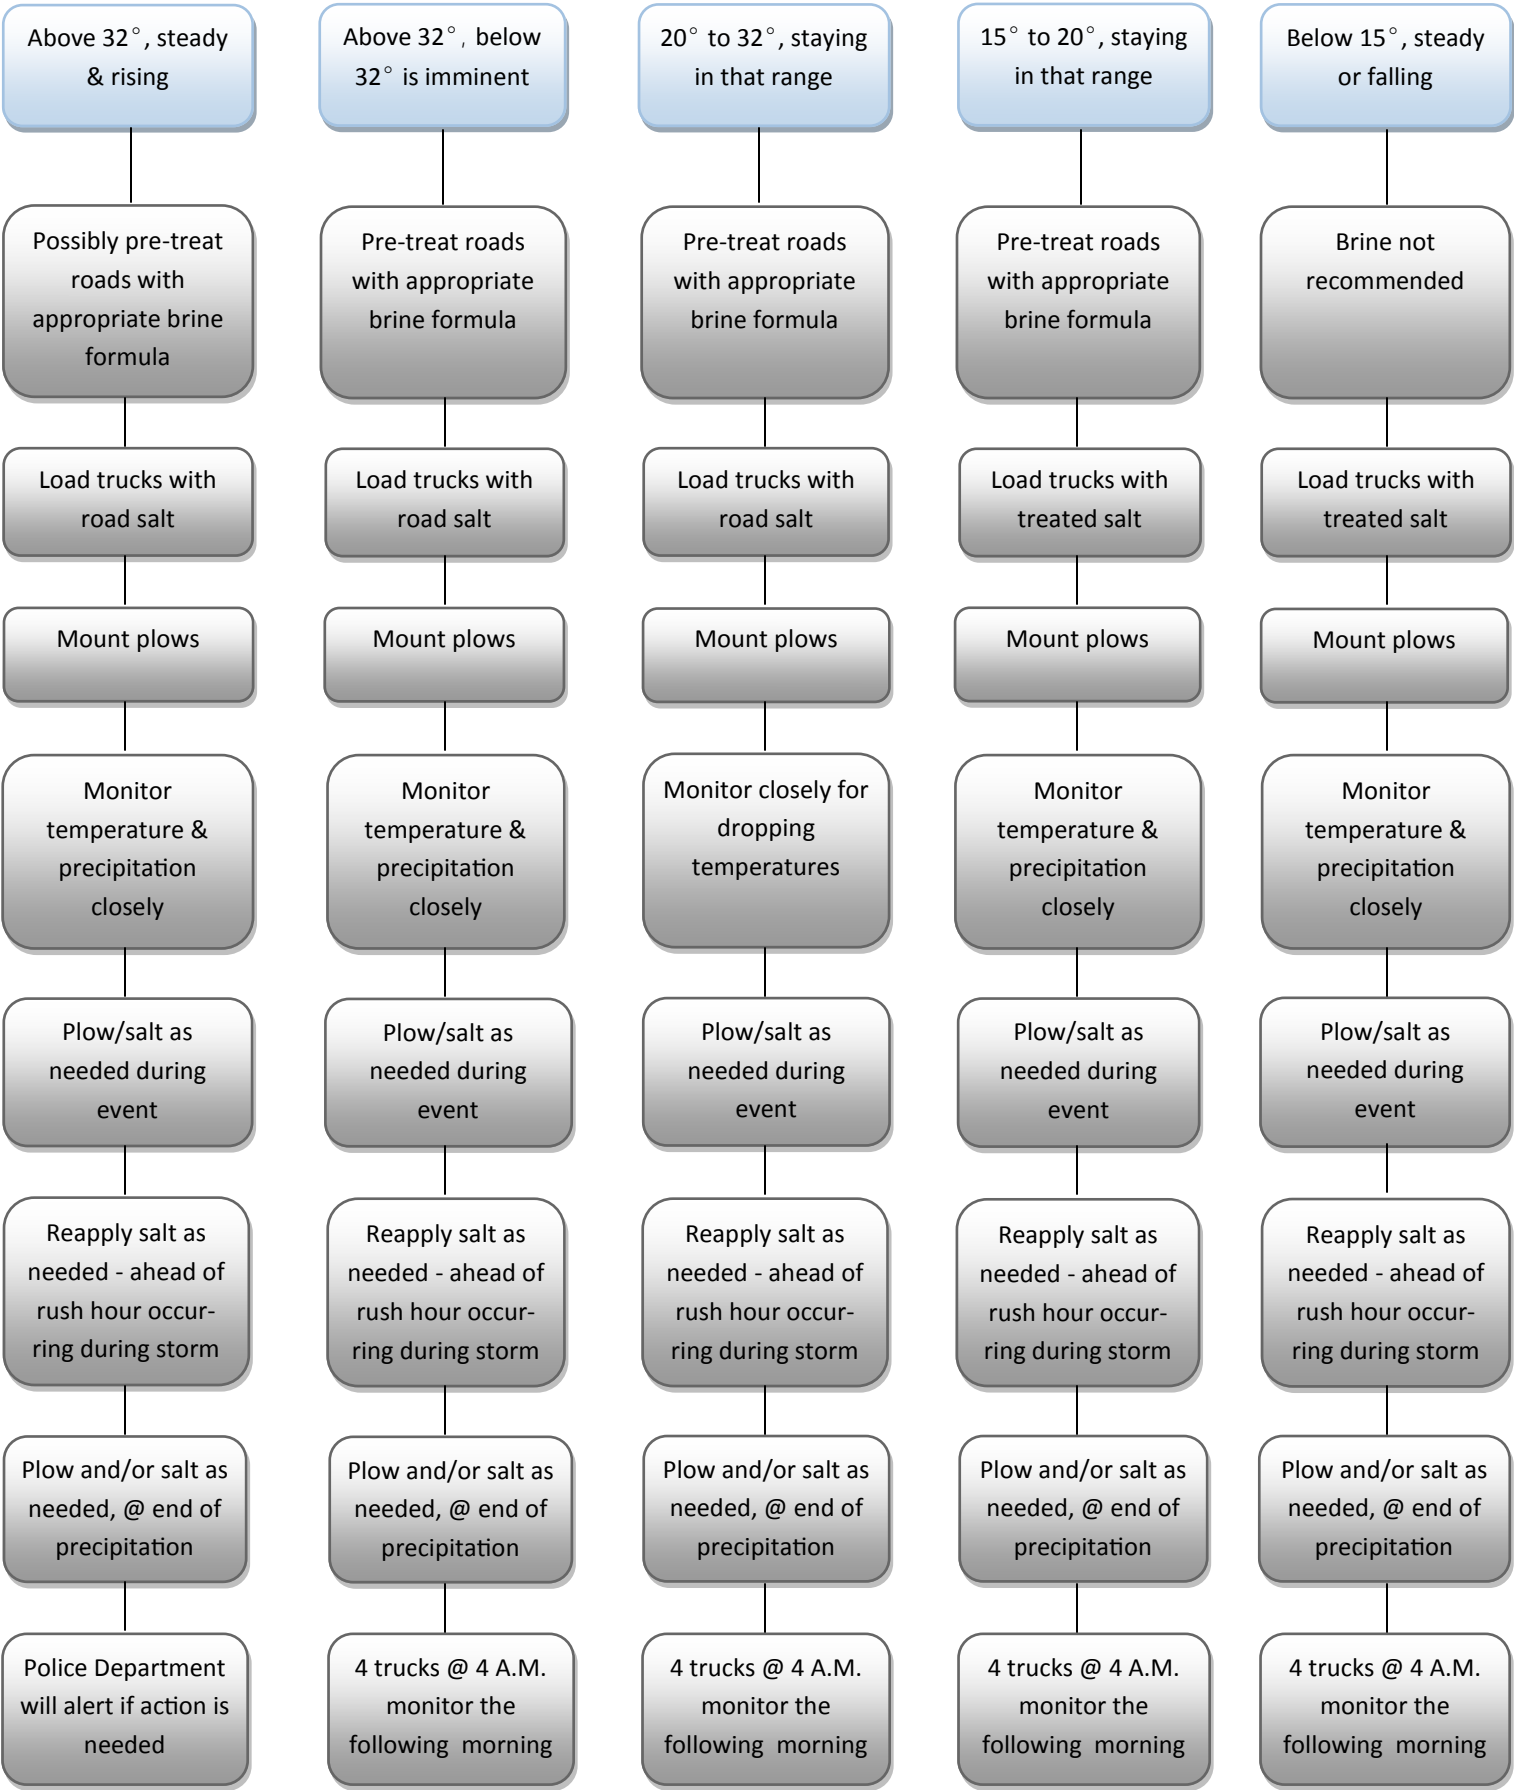 Above 32°, steady
& rising
Possibly pre-treat
roads with
appropriate brine
formula
Load trucks with
road salt
Mount plows
Monitor
temperature &
precipitation
closely
Plow/salt as
needed during
event
Reapply salt as
needed - ahead of
rush hour occur-
ring during storm
Plow and/or salt as
needed, @ end of
precipitation
Police Department
will alert if action is
needed
Above 32°, below
32° is imminent
Pre-treat roads
with appropriate
brine formula
Load trucks with
road salt
Mount plows
Monitor
temperature &
precipitation
closely
Plow/salt as
needed during
event
Reapply salt as
needed - ahead of
rush hour occur-
ring during storm
Plow and/or salt as
needed, @ end of
precipitation
4 trucks @ 4 A.M.
monitor the
following morning
20° to 32°, staying
in that range
Pre-treat roads
with appropriate
brine formula
Load trucks with
road salt
Mount plows
Monitor closely for
dropping
temperatures
Plow/salt as
needed during
event
Reapply salt as
needed - ahead of
rush hour occur-
ring during storm
Plow and/or salt as
needed, @ end of
precipitation
4 trucks @ 4 A.M.
monitor the
following morning
15° to 20°, staying
in that range
Pre-treat roads
with appropriate
brine formula
Load trucks with
treated salt
Mount plows
Monitor
temperature &
precipitation
closely
Plow/salt as
needed during
event
Reapply salt as
needed - ahead of
rush hour occur-
ring during storm
Plow and/or salt as
needed, @ end of
precipitation
4 trucks @ 4 A.M.
monitor the
following morning
Below 15°, steady
or falling
Brine not
recommended
Load trucks with
treated salt
Mount plows
Monitor
temperature &
precipitation
closely
Plow/salt as
needed during
event
Reapply salt as
needed - ahead of
rush hour occur-
ring during storm
Plow and/or salt as
needed, @ end of
precipitation
4 trucks @ 4 A.M.
monitor the
following morning